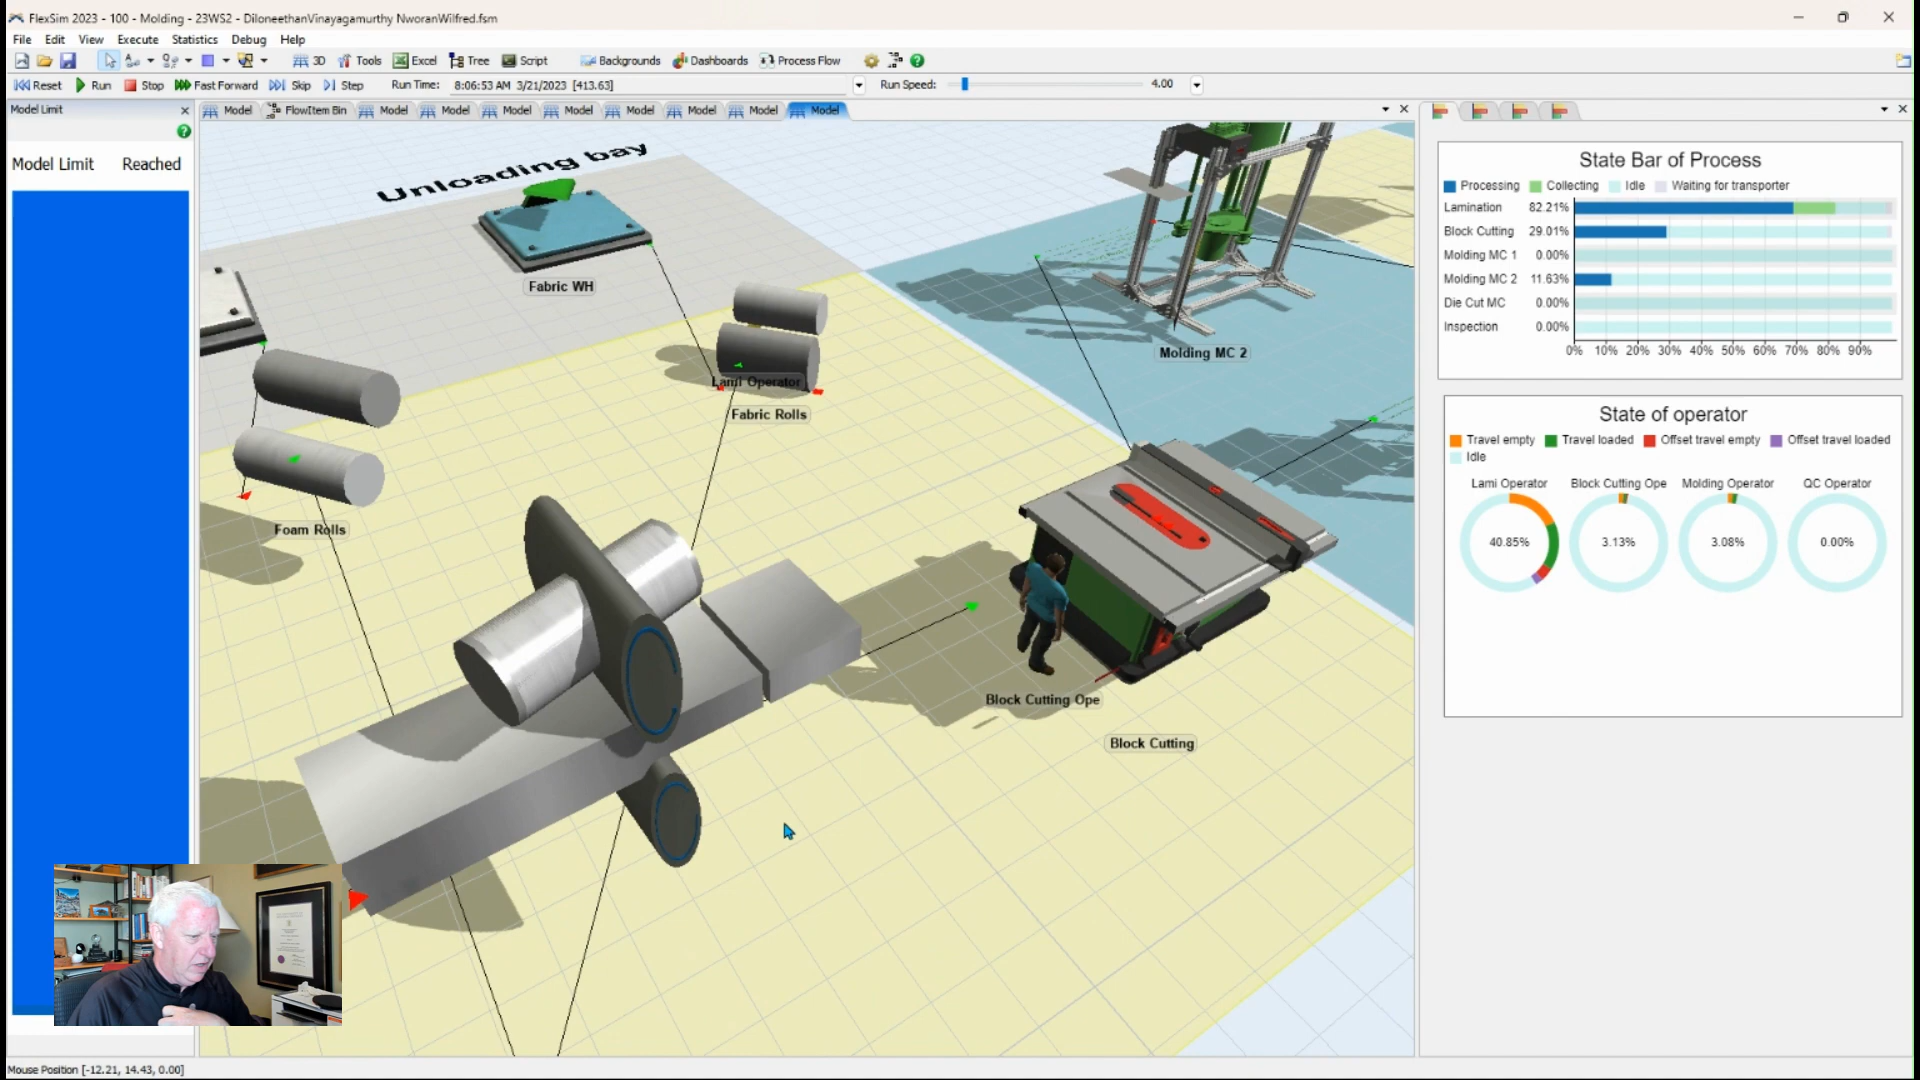 FlexSim 2023 - 100 - Molding - 23WS2 - DiloneethanVinayagamurthy NworanWilfred.fsm
File Edit View Execute Statistics Debug Help
3D Tools Excel Tree Script Backgrounds Dashboards Process Flow
Reset Run Stop Fast Forward Skip Step Run Time: 8:06:53 AM 3/21/2023 [413.63] Run Speed: 4.00
Model Limit
Model FlowItem Bin Model Model Model Model Model Model Model Model
Model Limit Reached
Unloading bay
Fabric WH
Molding MC 2
Lami Operator
Fabric Rolls
Foam Rolls
Block Cutting Ope
Block Cutting
State Bar of Process
Processing Collecting Idle Waiting for transporter
Lamination 82.21%
Block Cutting 29.01%
Molding MC 1 0.00%
Molding MC 2 11.63%
Die Cut MC 0.00%
Inspection 0.00%
0% 10% 20% 30% 40% 50% 60% 70% 80% 90%
State of operator
Travel empty Travel loaded Offset travel empty Offset travel loaded
Idle
Lami Operator Block Cutting Ope Molding Operator QC Operator
40.85% 3.13% 3.08% 0.00%
Mouse Position [-12.21, 14.43, 0.00]